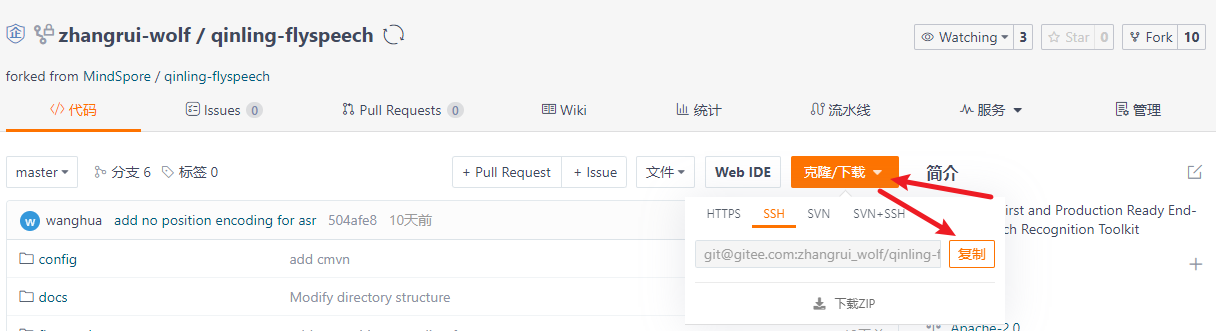 zhangrui-wolf / qinling-flyspeech
Watching 3 Star 0 Fork 10
forked from MindSpore / qinling-flyspeech
代码 Issues 0 Pull Requests 0 Wiki 统计 流水线 服务 管理
master 分支 6 标签 0 + Pull Request + Issue 文件 Web IDE 克隆/下载 简介
wanghua add no position encoding for asr 504afe8 10天前
HTTPS SSH SVN SVN+SSH
and Production Ready End-
Recognition Toolkit
git@gitee.com:zhangrui_wolf/qinling-f 复制
config add cmvn
docs Modify directory structure
下载ZIP
Apache-2.0